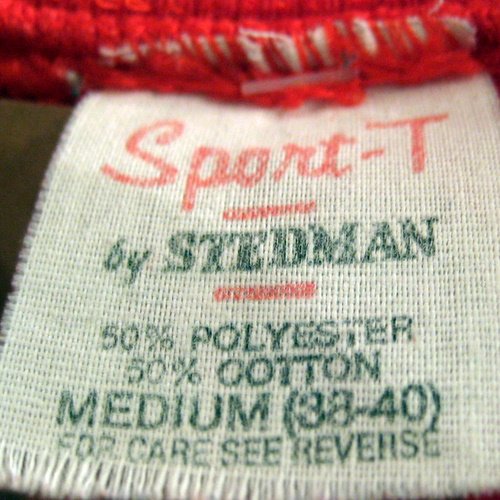 Sport-T
by STEDMAN
50% POLYESTER
50% COTTON
MEDIUM (38-40)
FOR CARE SEE REVERSE